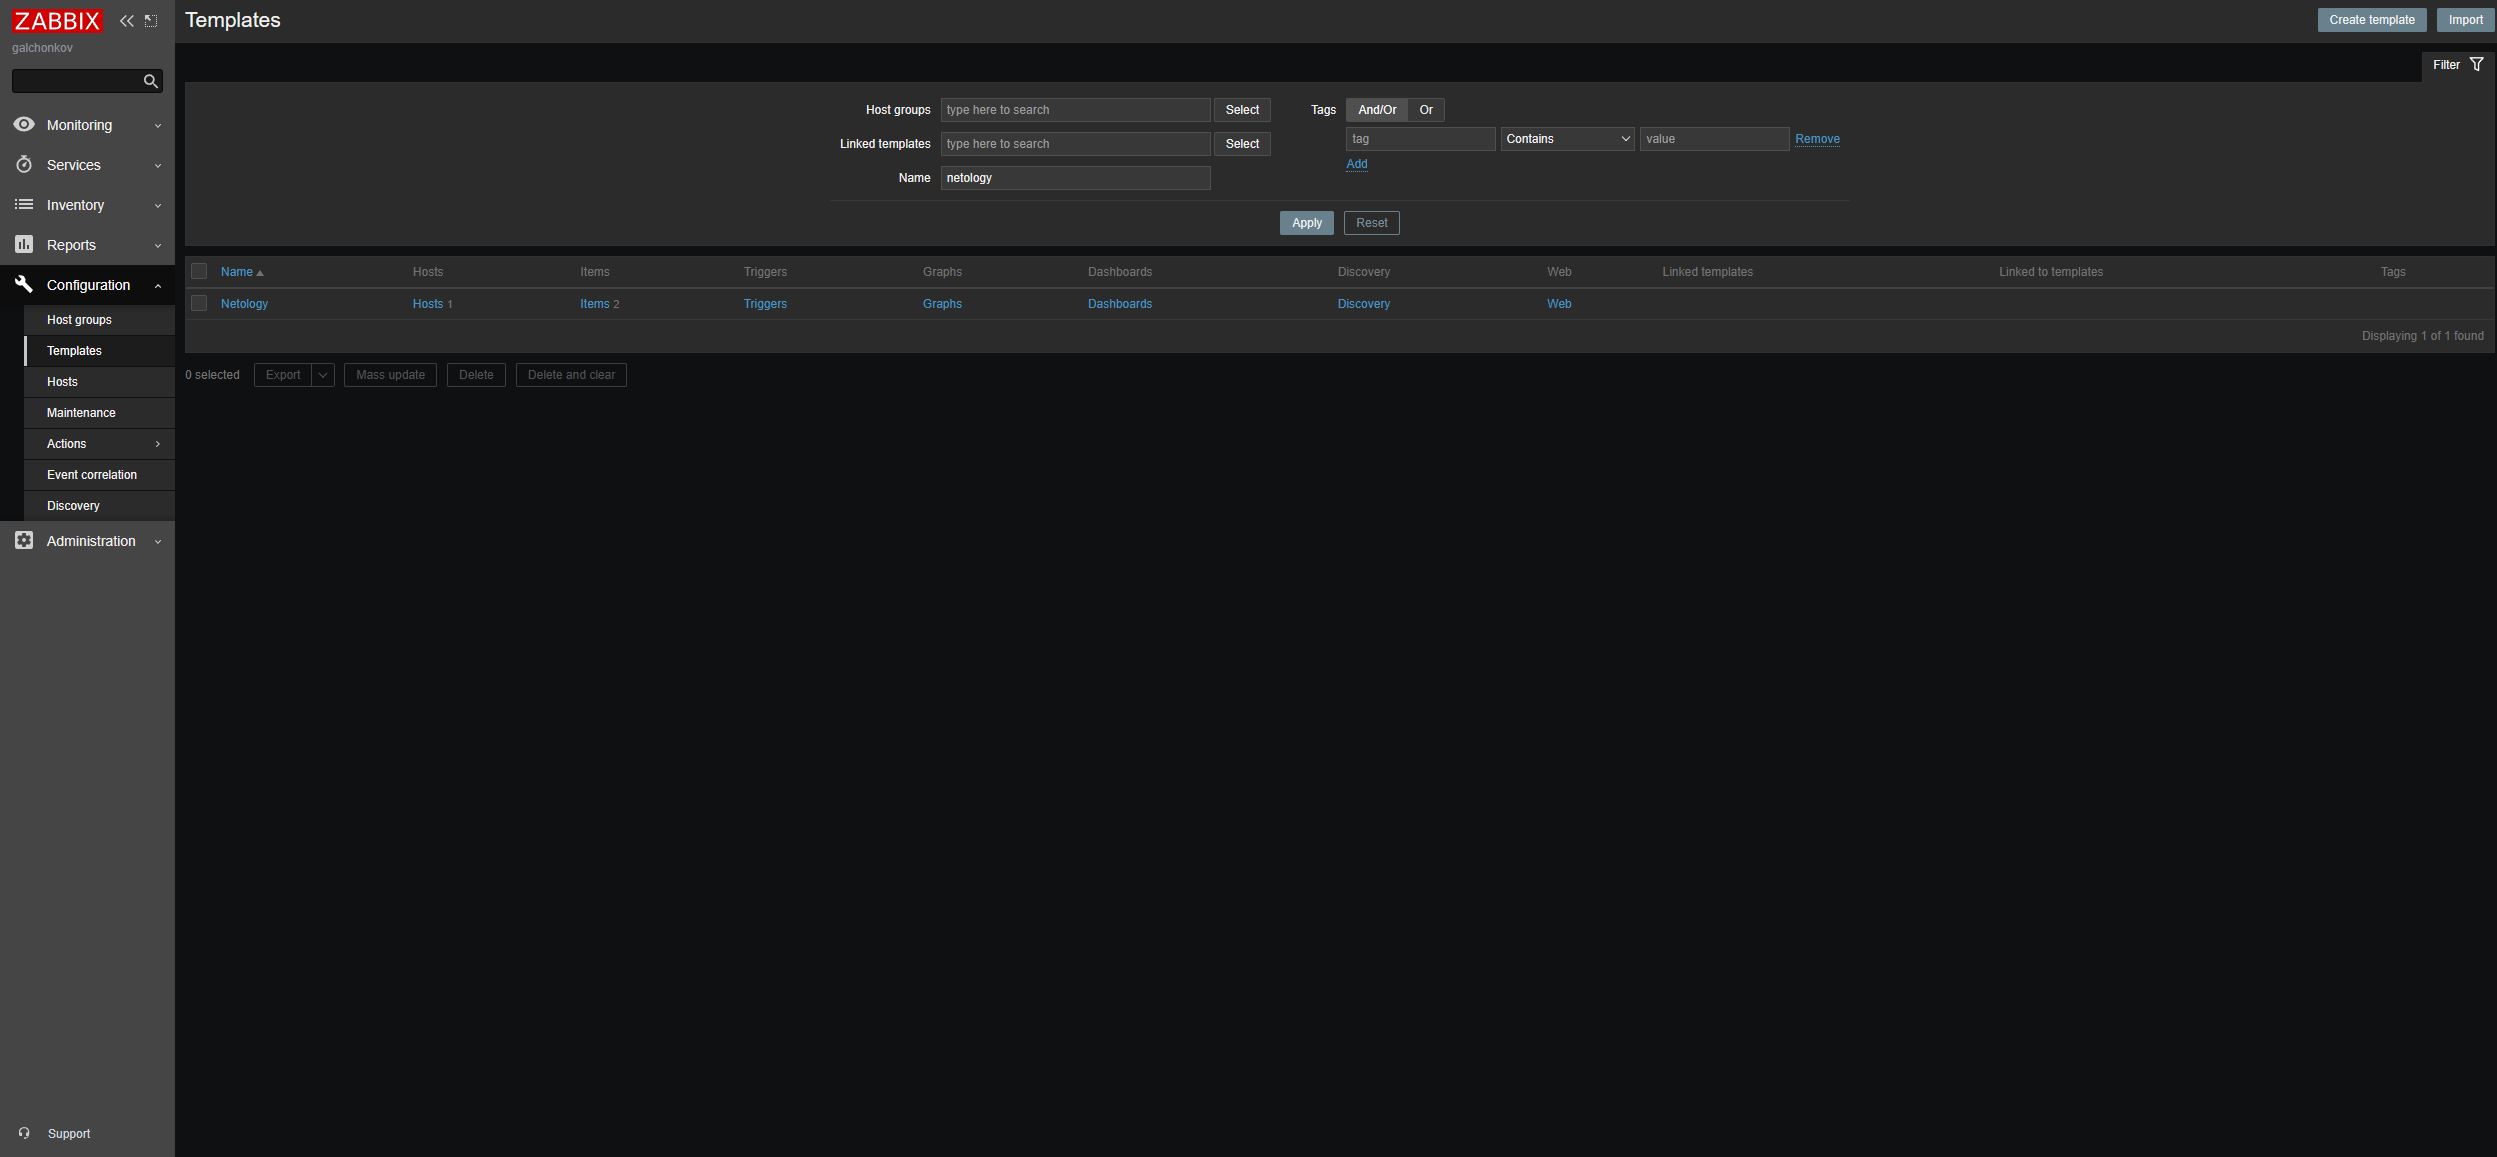 ZABBIX
galchonkov
Monitoring
Services
Inventory
Reports
Configuration
Host groups
Templates
Hosts
Maintenance
Actions
Event correlation
Discovery
Administration
Support
Templates
Create template Import
Filter
Host groups type here to search Select
Linked templates type here to search Select
Name netology
Tags And/Or Or
tag Contains value Remove
Add
Apply Reset
Name Hosts Items Triggers Graphs Dashboards Discovery Web Linked templates Linked to templates Tags
Netology Hosts 1 Items 2 Triggers Graphs Dashboards Discovery Web
Displaying 1 of 1 found
0 selected Export Mass update Delete Delete and clear